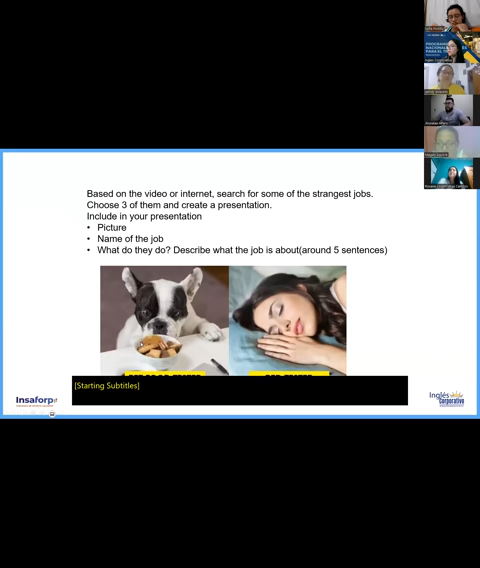 Based on the video or internet, search for some of the strangest jobs.
Choose 3 of them and create a presentation.
Include in your presentation
• Picture
• Name of the job
• What do they do? Describe what the job is about(around 5 sentences)
[Starting Subtitles]
Insaforp
Inglés
Corporativo
PROGRAMA
NACIONAL